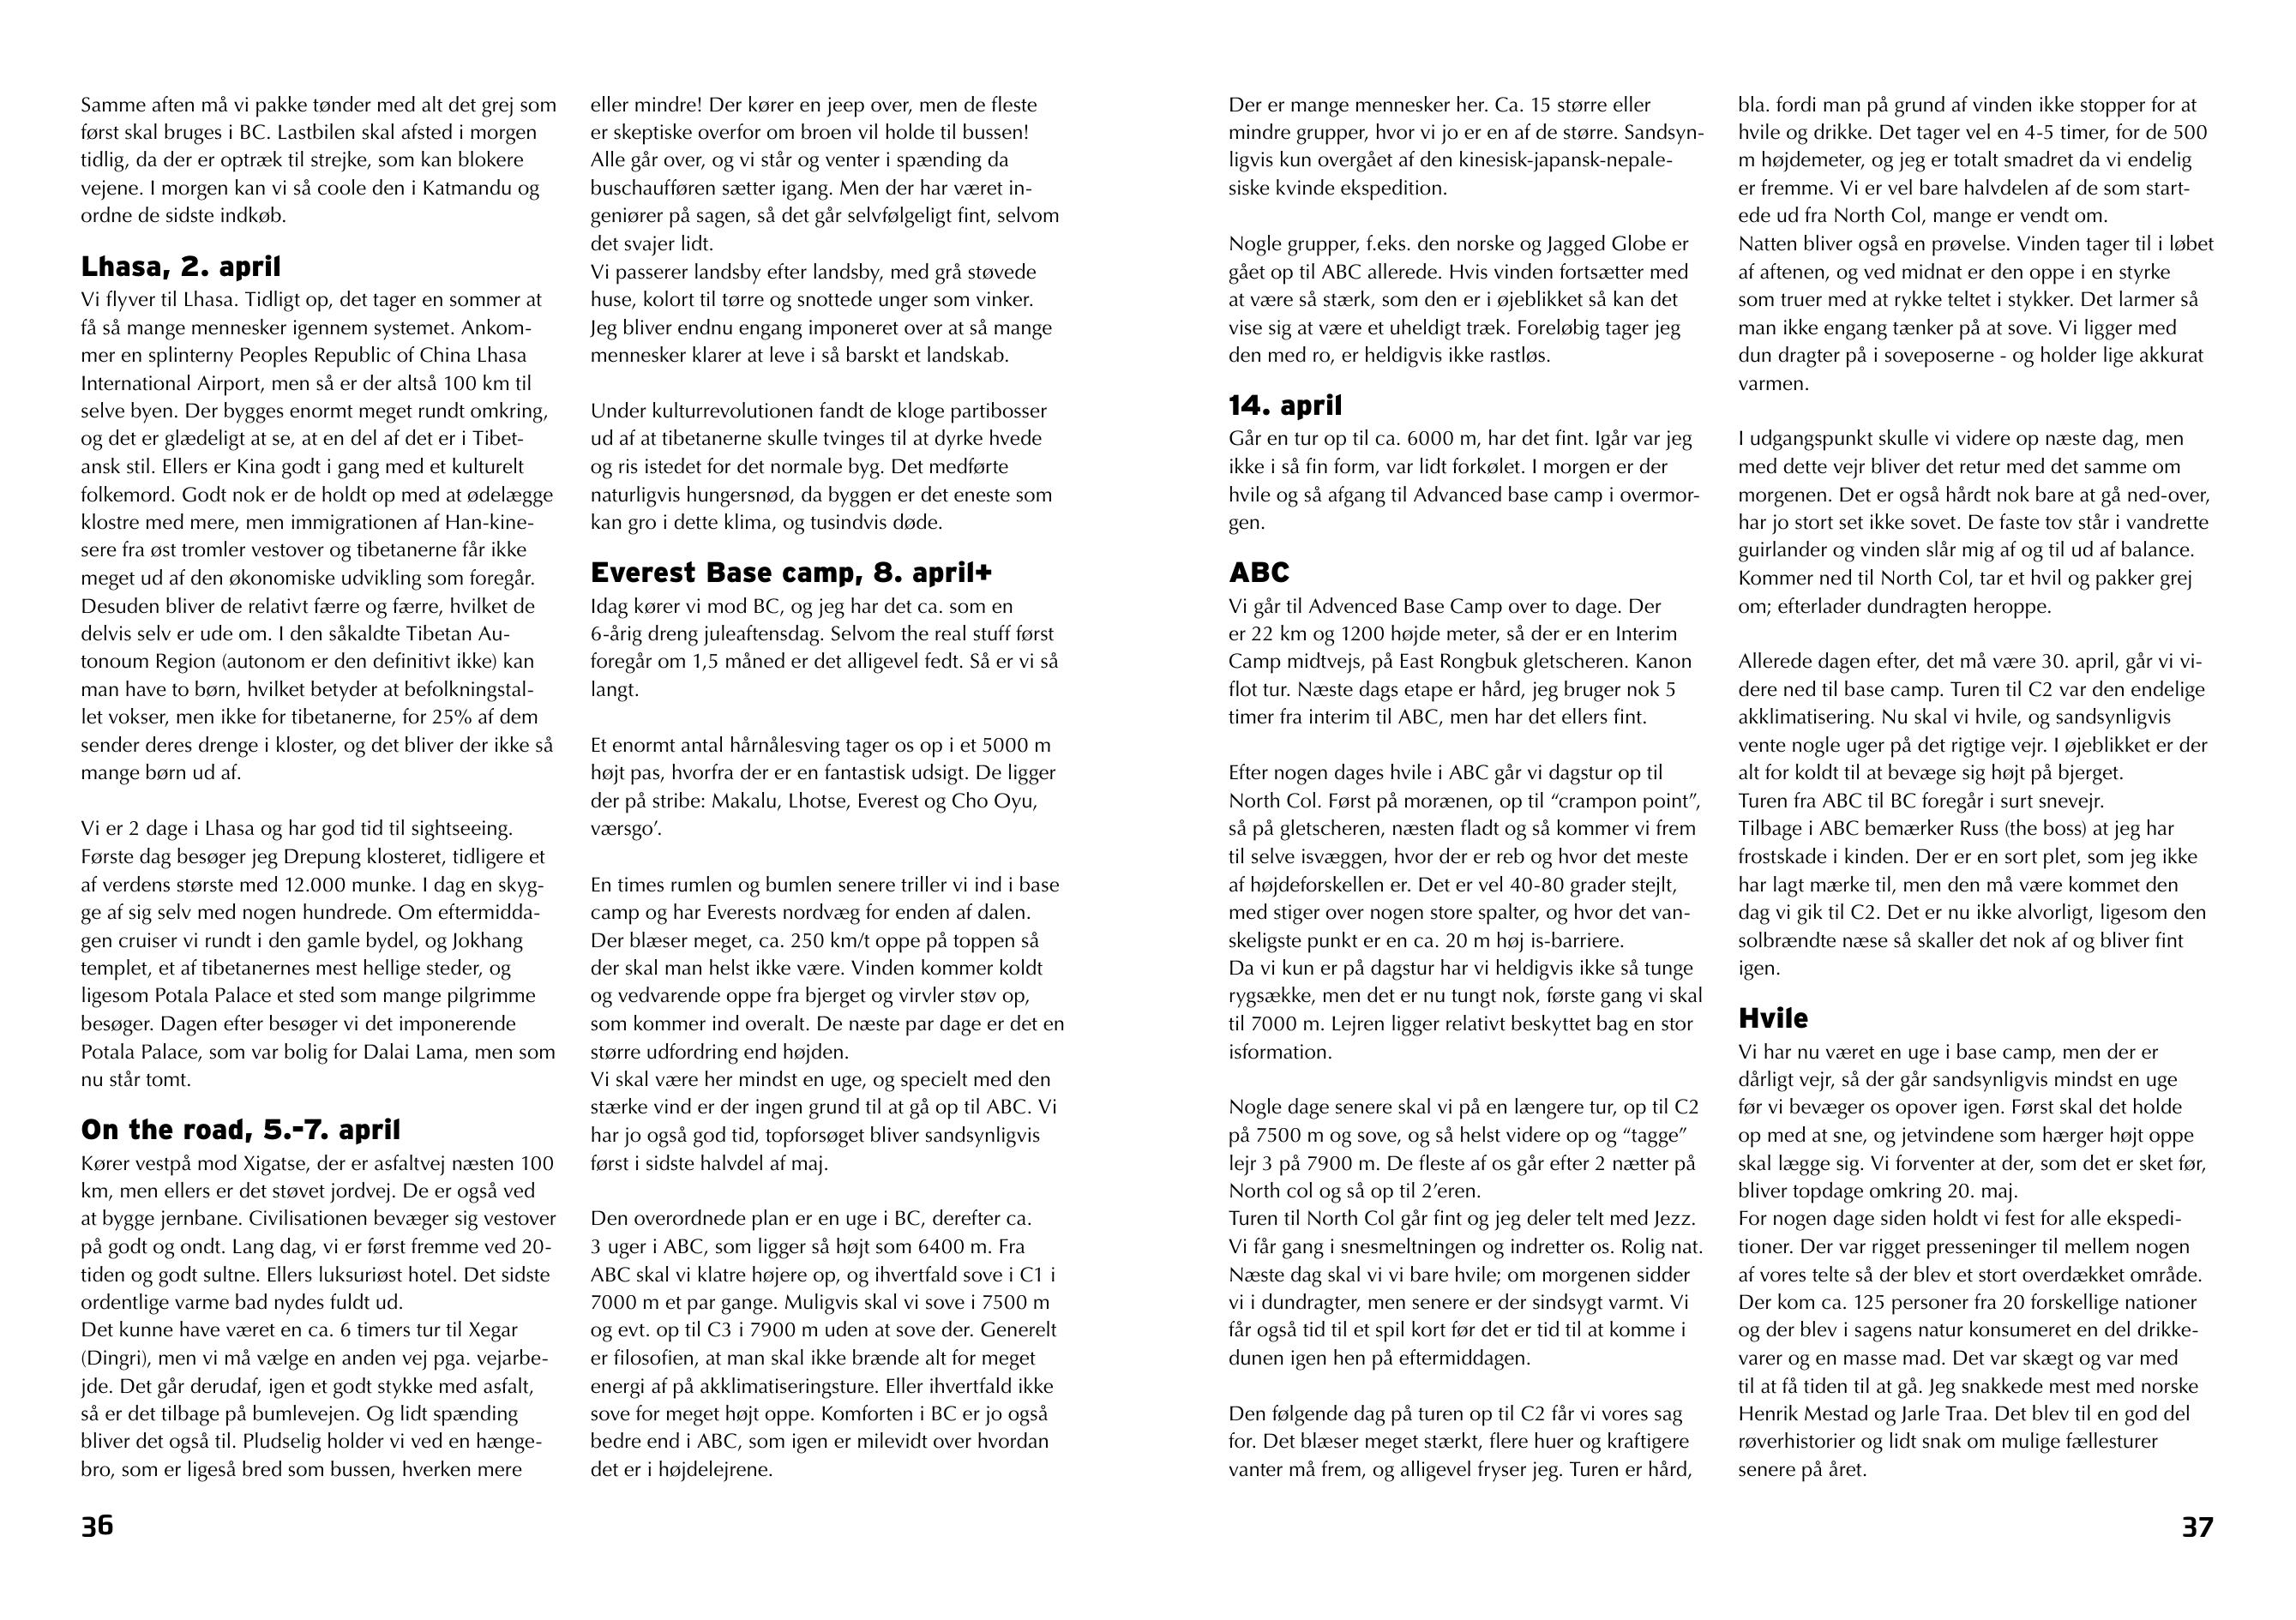 Samme aften må vi pakke tønder med alt det grej som
først skal bruges i BC. Lastbilen skal afsted i morgen
tidlig, da der er optræk til strejke, som kan blokere
vejene. I morgen kan vi så coole den i Katmandu og
ordne de sidste indkøb.
Lhasa, 2. april
Vi flyver til Lhasa. Tidligt op, det tager en sommer at
få så mange mennesker igennem systemet. Ankom-
mer en splinterny Peoples Republic of China Lhasa
International Airport, men så er der altså 100 km til
selve byen. Der bygges enormt meget rundt omkring,
og det er glædeligt at se, at en del af det er i Tibet-
ansk stil. Ellers er Kina godt i gang med et kulturelt
folkemord. Godt nok er de holdt op med at ødelægge
klostre med mere, men immigrationen af Han-kine-
sere fra øst tromler vestover og tibetanerne får ikke
meget ud af den økonomiske udvikling som foregår.
Desuden bliver de relativt færre og færre, hvilket de
delvis selv er ude om. I den såkaldte Tibetan Au-
tonoum Region (autonom er den definitivt ikke) kan
man have to børn, hvilket betyder at befolkningstal-
let vokser, men ikke for tibetanerne, for 25% af dem
sender deres drenge i kloster, og det bliver der ikke så
mange børn ud af.
Vi er 2 dage i Lhasa og har god tid til sightseeing.
Første dag besøger jeg Drepung klosteret, tidligere et
af verdens største med 12.000 munke. I dag en skyg-
ge af sig selv med nogen hundrede. Om eftermidda-
gen cruiser vi rundt i den gamle bydel, og Jokhang
templet, et af tibetanernes mest hellige steder, og
ligesom Potala Palace et sted som mange pilgrimme
besøger. Dagen efter besøger vi det imponerende
Potala Palace, som var bolig for Dalai Lama, men som
nu står tomt.
On the road, 5.-7. april
Kører vestpå mod Xigatse, der er asfaltvej næsten 100
km, men ellers er det støvet jordvej. De er også ved
at bygge jernbane. Civilisationen bevæger sig vestover
på godt og ondt. Lang dag, vi er først fremme ved 20-
tiden og godt sultne. Ellers luksuriøst hotel. Det sidste
ordentlige varme bad nydes fuldt ud.
Det kunne have været en ca. 6 timers tur til Xegar
(Dingri), men vi må vælge en anden vej pga. vejarbe-
jde. Det går derudaf, igen et godt stykke med asfalt,
så er det tilbage på bumlevejen. Og lidt spænding
bliver det også til. Pludselig holder vi ved en hænge-
bro, som er ligeså bred som bussen, hverken mere
eller mindre! Der kører en jeep over, men de fleste
er skeptiske overfor om broen vil holde til bussen!
Alle går over, og vi står og venter i spænding da
buschaufføren sætter igang. Men der har været in-
geniører på sagen, så det går selvfølgeligt fint, selvom
det svajer lidt.
Vi passerer landsby efter landsby, med grå støvede
huse, kolort til tørre og snottede unger som vinker.
Jeg bliver endnu engang imponeret over at så mange
mennesker klarer at leve i så barskt et landskab.
Under kulturrevolutionen fandt de kloge partibosser
ud af at tibetanerne skulle tvinges til at dyrke hvede
og ris istedet for det normale byg. Det medførte
naturligvis hungersnød, da byggen er det eneste som
kan gro i dette klima, og tusindvis døde.
Everest Base camp, 8. april+
Idag kører vi mod BC, og jeg har det ca. som en
6-årig dreng juleaftensdag. Selvom the real stuff først
foregår om 1,5 måned er det alligevel fedt. Så er vi så
langt.
Et enormt antal hårnålesving tager os op i et 5000 m
højt pas, hvorfra der er en fantastisk udsigt. De ligger
der på stribe: Makalu, Lhotse, Everest og Cho Oyu,
værsgo’.
En times rumlen og bumlen senere triller vi ind i base
camp og har Everests nordvæg for enden af dalen.
Der blæser meget, ca. 250 km/t oppe på toppen så
der skal man helst ikke være. Vinden kommer koldt
og vedvarende oppe fra bjerget og virvler støv op,
som kommer ind overalt. De næste par dage er det en
større udfordring end højden.
Vi skal være her mindst en uge, og specielt med den
stærke vind er der ingen grund til at gå op til ABC. Vi
har jo også god tid, topforsøget bliver sandsynligvis
først i sidste halvdel af maj.
Den overordnede plan er en uge i BC, derefter ca.
3 uger i ABC, som ligger så højt som 6400 m. Fra
ABC skal vi klatre højere op, og ihvertfald sove i C1 i
7000 m et par gange. Muligvis skal vi sove i 7500 m
og evt. op til C3 i 7900 m uden at sove der. Generelt
er filosofien, at man skal ikke brænde alt for meget
energi af på akklimatiseringsture. Eller ihvertfald ikke
sove for meget højt oppe. Komforten i BC er jo også
bedre end i ABC, som igen er milevidt over hvordan
det er i højdelejrene.
36
Der er mange mennesker her. Ca. 15 større eller
mindre grupper, hvor vi jo er en af de større. Sandsyn-
ligvis kun overgået af den kinesisk-japansk-nepale-
siske kvinde ekspedition.
Nogle grupper, f.eks. den norske og Jagged Globe er
gået op til ABC allerede. Hvis vinden fortsætter med
at være så stærk, som den er i øjeblikket så kan det
vise sig at være et uheldigt træk. Foreløbig tager jeg
den med ro, er heldigvis ikke rastløs.
14. april
Går en tur op til ca. 6000 m, har det fint. Igår var jeg
ikke i så fin form, var lidt forkølet. I morgen er der
hvile og så afgang til Advanced base camp i overmor-
gen.
ABC
Vi går til Advenced Base Camp over to dage. Der
er 22 km og 1200 højde meter, så der er en Interim
Camp midtvejs, på East Rongbuk gletscheren. Kanon
flot tur. Næste dags etape er hård, jeg bruger nok 5
timer fra interim til ABC, men har det ellers fint.
Efter nogen dages hvile i ABC går vi dagstur op til
North Col. Først på morænen, op til “crampon point”,
så på gletscheren, næsten fladt og så kommer vi frem
til selve isvæggen, hvor der er reb og hvor det meste
af højdeforskellen er. Det er vel 40-80 grader stejlt,
med stiger over nogen store spalter, og hvor det van-
skeligste punkt er en ca. 20 m høj is-barriere.
Da vi kun er på dagstur har vi heldigvis ikke så tunge
rygsække, men det er nu tungt nok, første gang vi skal
til 7000 m. Lejren ligger relativt beskyttet bag en stor
isformation.
Nogle dage senere skal vi på en længere tur, op til C2
på 7500 m og sove, og så helst videre op og “tagge”
lejr 3 på 7900 m. De fleste af os går efter 2 nætter på
North col og så op til 2’eren.
Turen til North Col går fint og jeg deler telt med Jezz.
Vi får gang i snesmeltningen og indretter os. Rolig nat.
Næste dag skal vi vi bare hvile; om morgenen sidder
vi i dundragter, men senere er der sindsygt varmt. Vi
får også tid til et spil kort før det er tid til at komme i
dunen igen hen på eftermiddagen.
Den følgende dag på turen op til C2 får vi vores sag
for. Det blæser meget stærkt, flere huer og kraftigere
vanter må frem, og alligevel fryser jeg. Turen er hård,
bla. fordi man på grund af vinden ikke stopper for at
hvile og drikke. Det tager vel en 4-5 timer, for de 500
m højdemeter, og jeg er totalt smadret da vi endelig
er fremme. Vi er vel bare halvdelen af de som start-
ede ud fra North Col, mange er vendt om.
Natten bliver også en prøvelse. Vinden tager til i løbet
af aftenen, og ved midnat er den oppe i en styrke
som truer med at rykke teltet i stykker. Det larmer så
man ikke engang tænker på at sove. Vi ligger med
dun dragter på i soveposerne - og holder lige akkurat
varmen.
I udgangspunkt skulle vi videre op næste dag, men
med dette vejr bliver det retur med det samme om
morgenen. Det er også hårdt nok bare at gå ned-over,
har jo stort set ikke sovet. De faste tov står i vandrette
guirlander og vinden slår mig af og til ud af balance.
Kommer ned til North Col, tar et hvil og pakker grej
om; efterlader dundragten heroppe.
Allerede dagen efter, det må være 30. april, går vi vi-
dere ned til base camp. Turen til C2 var den endelige
akklimatisering. Nu skal vi hvile, og sandsynligvis
vente nogle uger på det rigtige vejr. I øjeblikket er der
alt for koldt til at bevæge sig højt på bjerget.
Turen fra ABC til BC foregår i surt snevejr.
Tilbage i ABC bemærker Russ (the boss) at jeg har
frostskade i kinden. Der er en sort plet, som jeg ikke
har lagt mærke til, men den må være kommet den
dag vi gik til C2. Det er nu ikke alvorligt, ligesom den
solbrændte næse så skaller det nok af og bliver fint
igen.
Hvile
Vi har nu været en uge i base camp, men der er
dårligt vejr, så der går sandsynligvis mindst en uge
før vi bevæger os opover igen. Først skal det holde
op med at sne, og jetvindene som hærger højt oppe
skal lægge sig. Vi forventer at der, som det er sket før,
bliver topdage omkring 20. maj.
For nogen dage siden holdt vi fest for alle ekspedi-
tioner. Der var rigget presseninger til mellem nogen
af vores telte så der blev et stort overdækket område.
Der kom ca. 125 personer fra 20 forskellige nationer
og der blev i sagens natur konsumeret en del drikke-
varer og en masse mad. Det var skægt og var med
til at få tiden til at gå. Jeg snakkede mest med norske
Henrik Mestad og Jarle Traa. Det blev til en god del
røverhistorier og lidt snak om mulige fællesturer
senere på året.
37